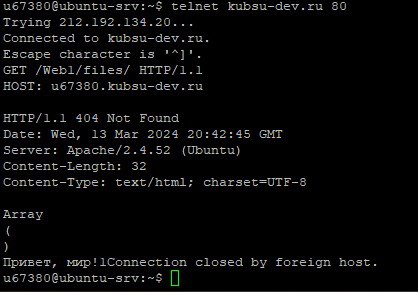 u67380@ubuntu-srv:~$ telnet kubsu-dev.ru 80
Trying 212.192.134.20...
Connected to kubsu-dev.ru.
Escape character is '^]'.
GET /Web1/files/ HTTP/1.1
HOST: u67380.kubsu-dev.ru

HTTP/1.1 404 Not Found
Date: Wed, 13 Mar 2024 20:42:45 GMT
Server: Apache/2.4.52 (Ubuntu)
Content-Length: 32
Content-Type: text/html; charset=UTF-8

Array
(
)
Привет, мир!1Connection closed by foreign host.
u67380@ubuntu-srv:~$